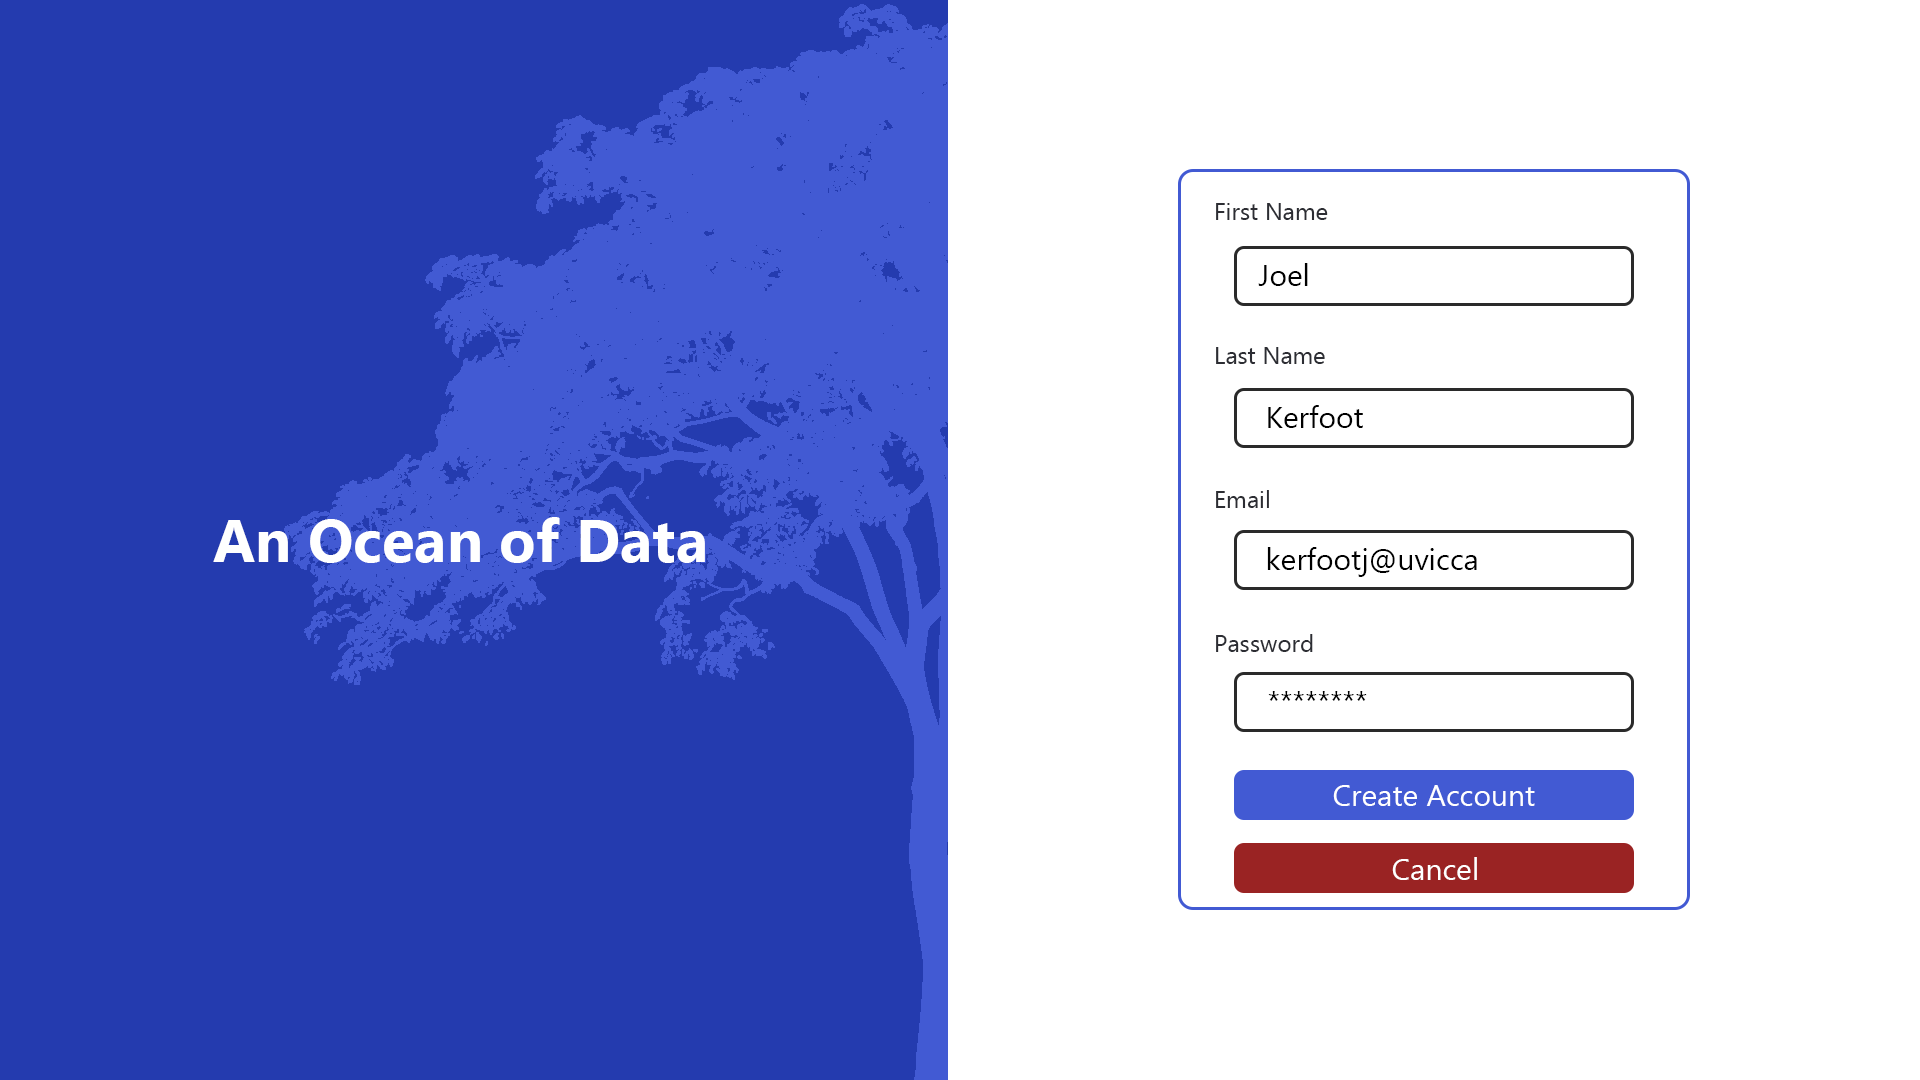 An Ocean of Data
First Name
Joel
Last Name
Kerfoot
Email
kerfootj@uvicca
Password
********
Create Account
Cancel